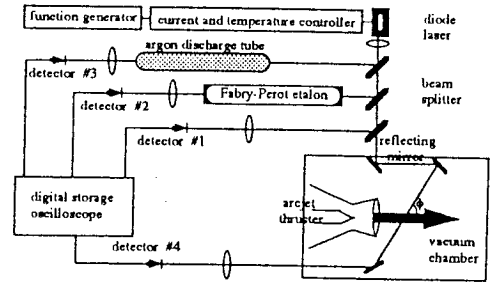 function generator
current and temperature controller
diode
laser
argon discharge tube
detector #3
Fabry-Perot etalon
beam
splitter
detector #2
detector #1
reflecting
mirror
digital storage
oscilloscope
arcjet
thruster
ϕ
vacuum
chamber
detector #4